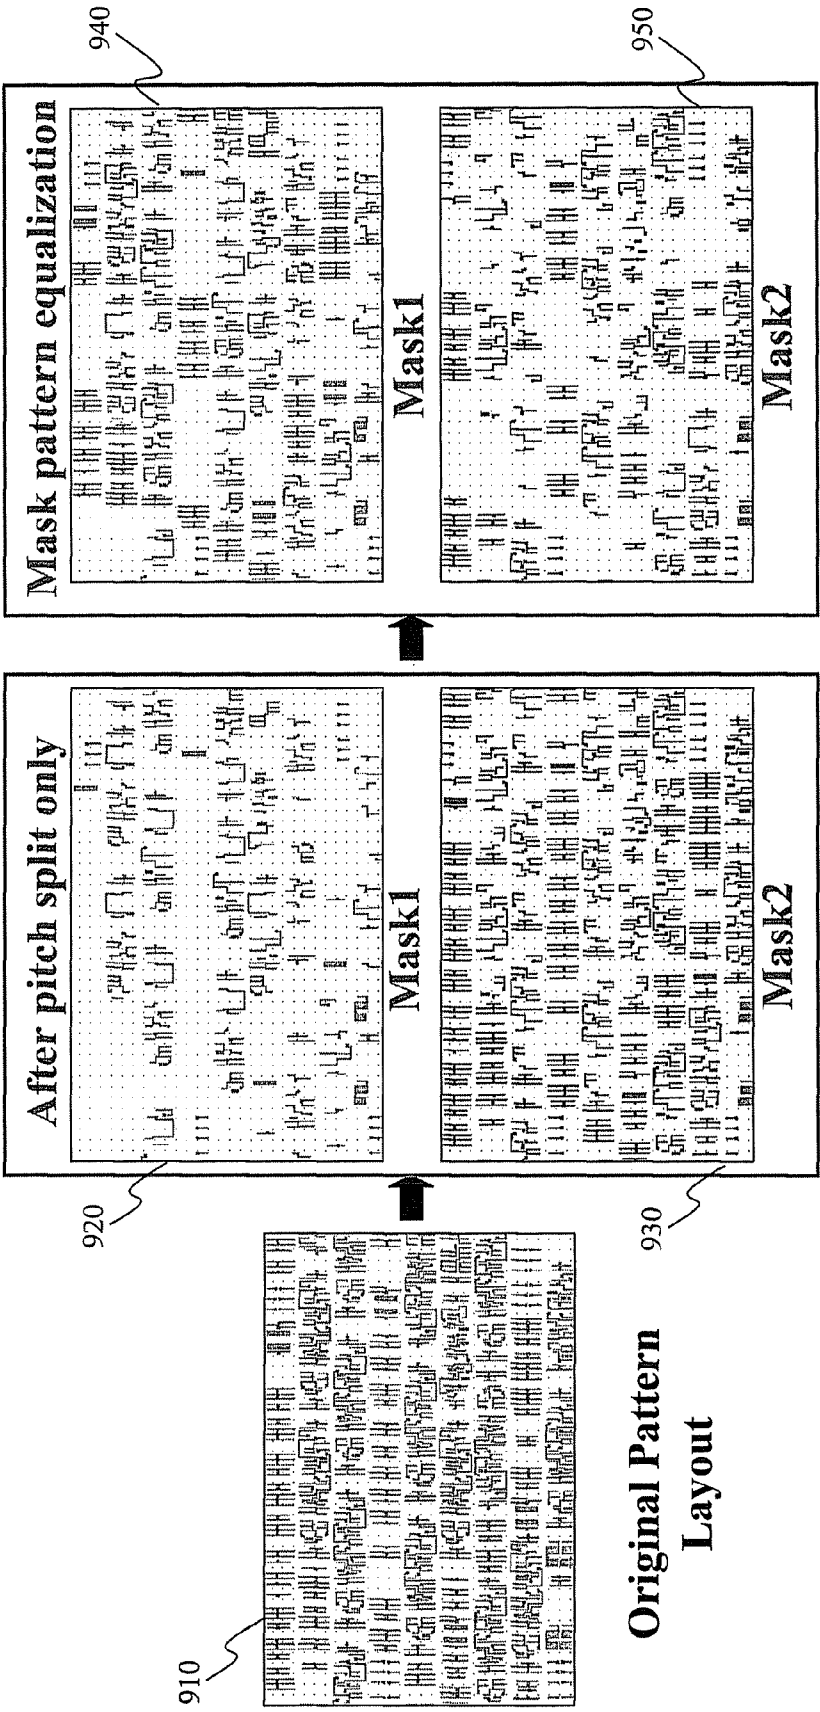 910
Original Pattern
Layout
After pitch split only
920
Mask1
930
Mask2
Mask pattern equalization
940
Mask1
950
Mask2